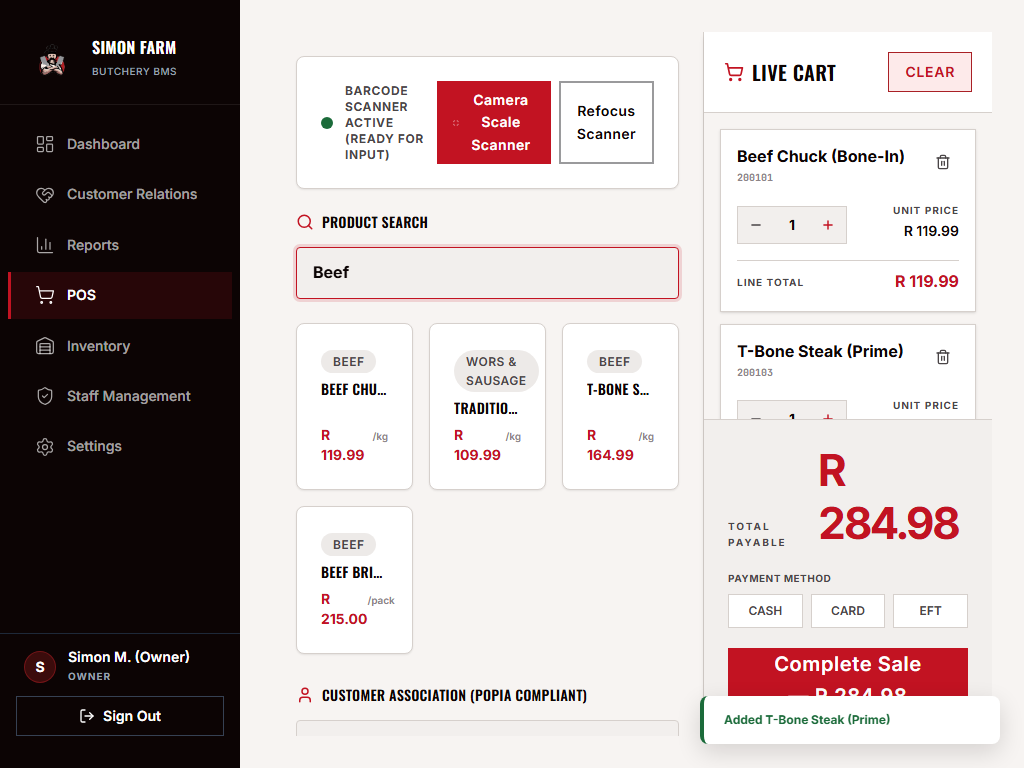 SIMON FARM
BUTCHERY BMS
Dashboard
Customer Relations
Reports
POS
Inventory
Staff Management
Settings
S
Simon M. (Owner)
OWNER
Sign Out
BARCODE
SCANNER
ACTIVE
(READY FOR
INPUT)
Camera
Scale
Scanner
Refocus
Scanner
PRODUCT SEARCH
Beef
BEEF
BEEF CHU...
R
119.99
/kg
WORS &
SAUSAGE
TRADITIO...
R
109.99
/kg
BEEF
T-BONE S...
R
164.99
/kg
BEEF
BEEF BRI...
R
215.00
/pack
CUSTOMER ASSOCIATION (POPIA COMPLIANT)
LIVE CART
CLEAR
Beef Chuck (Bone-In)
200101
− 1 +
UNIT PRICE
R 119.99
LINE TOTAL
R 119.99
T-Bone Steak (Prime)
200103
UNIT PRICE
− 1 +
TOTAL
PAYABLE
R
284.98
PAYMENT METHOD
CASH
CARD
EFT
Complete Sale
— R 284.98
Added T-Bone Steak (Prime)